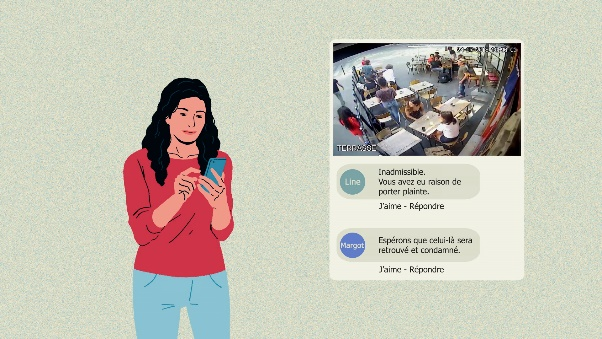 TERRASSE
Line
Inadmissible.
Vous avez eu raison de
porter plainte.
J'aime - Répondre
Margot
Espérons que celui-là sera
retrouvé et condamné.
J'aime - Répondre